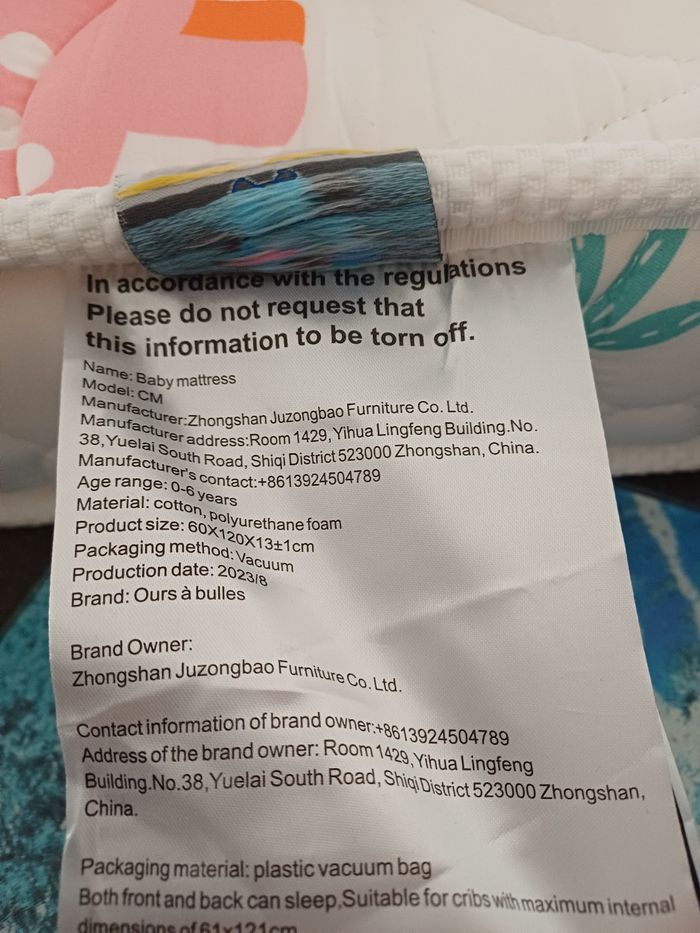 In accordance with the regulations
Please do not request that
this information to be torn off.
Name: Baby mattress
Model: CM
Manufacturer:Zhongshan Juzongbao Furniture Co. Ltd.
Manufacturer address:Room 1429, Yihua Lingfeng Building.No.
38,Yuelai South Road, Shiqi District 523000 Zhongshan, China.
Manufacturer's contact:+8613924504789
Age range: 0-6 years
Material: cotton, polyurethane foam
Product size: 60X120X13±1cm
Packaging method: Vacuum
Production date: 2023/8
Brand: Ours à bulles
Brand Owner:
Zhongshan Juzongbao Furniture Co. Ltd.
Contact information of brand owner:+8613924504789
Address of the brand owner: Room 1429,Yihua Lingfeng
Building.No.38,Yuelai South Road, Shiqi District 523000 Zhongshan,
China.
Packaging material: plastic vacuum bag
Both front and back can sleep,Suitable for cribs with maximum internal
dimensions of 61x121cm